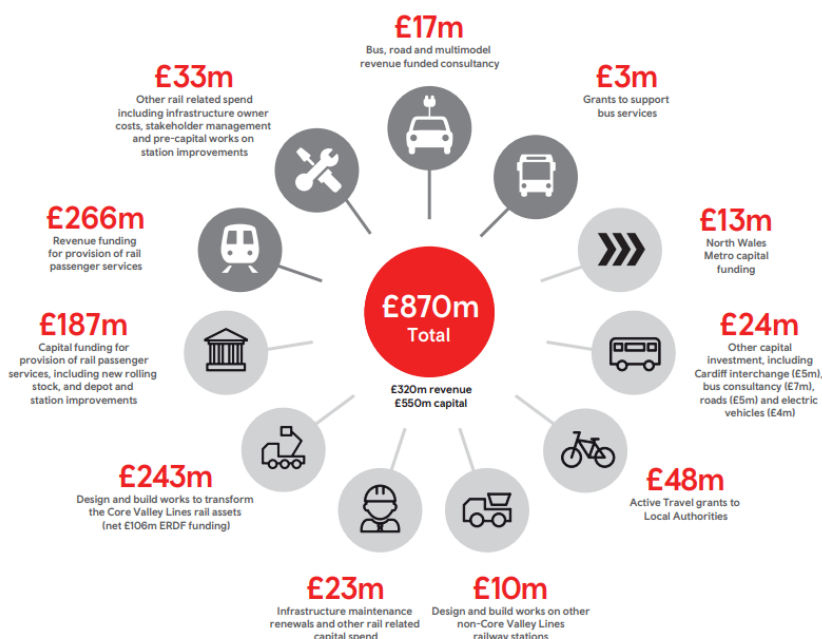 £17m
Bus, road and multimodel
revenue funded consultancy
£3m
Grants to support
bus services
£13m
North Wales
Metro capital
funding
£24m
Other capital
investment, including
Cardiff interchange (£5m),
bus consultancy (£7m),
roads (£5m) and electric
vehicles (£4m)
£48m
Active Travel grants to
Local Authorities
£10m
Design and build works on other
non-Core Valley Lines
railway stations
£23m
Infrastructure maintenance
renewals and other rail related
capital spend
£243m
Design and build works to transform
the Core Valley Lines rail assets
(net £106m ERDF funding)
£187m
Capital funding for
provision of rail passenger
services, including new rolling
stock, and depot and
station improvements
£266m
Revenue funding
for provision of rail
passenger services
£33m
Other rail related spend
including infrastructure owner
costs, stakeholder management
and pre-capital works on
station improvements
£870m
Total
£320m revenue
£550m capital